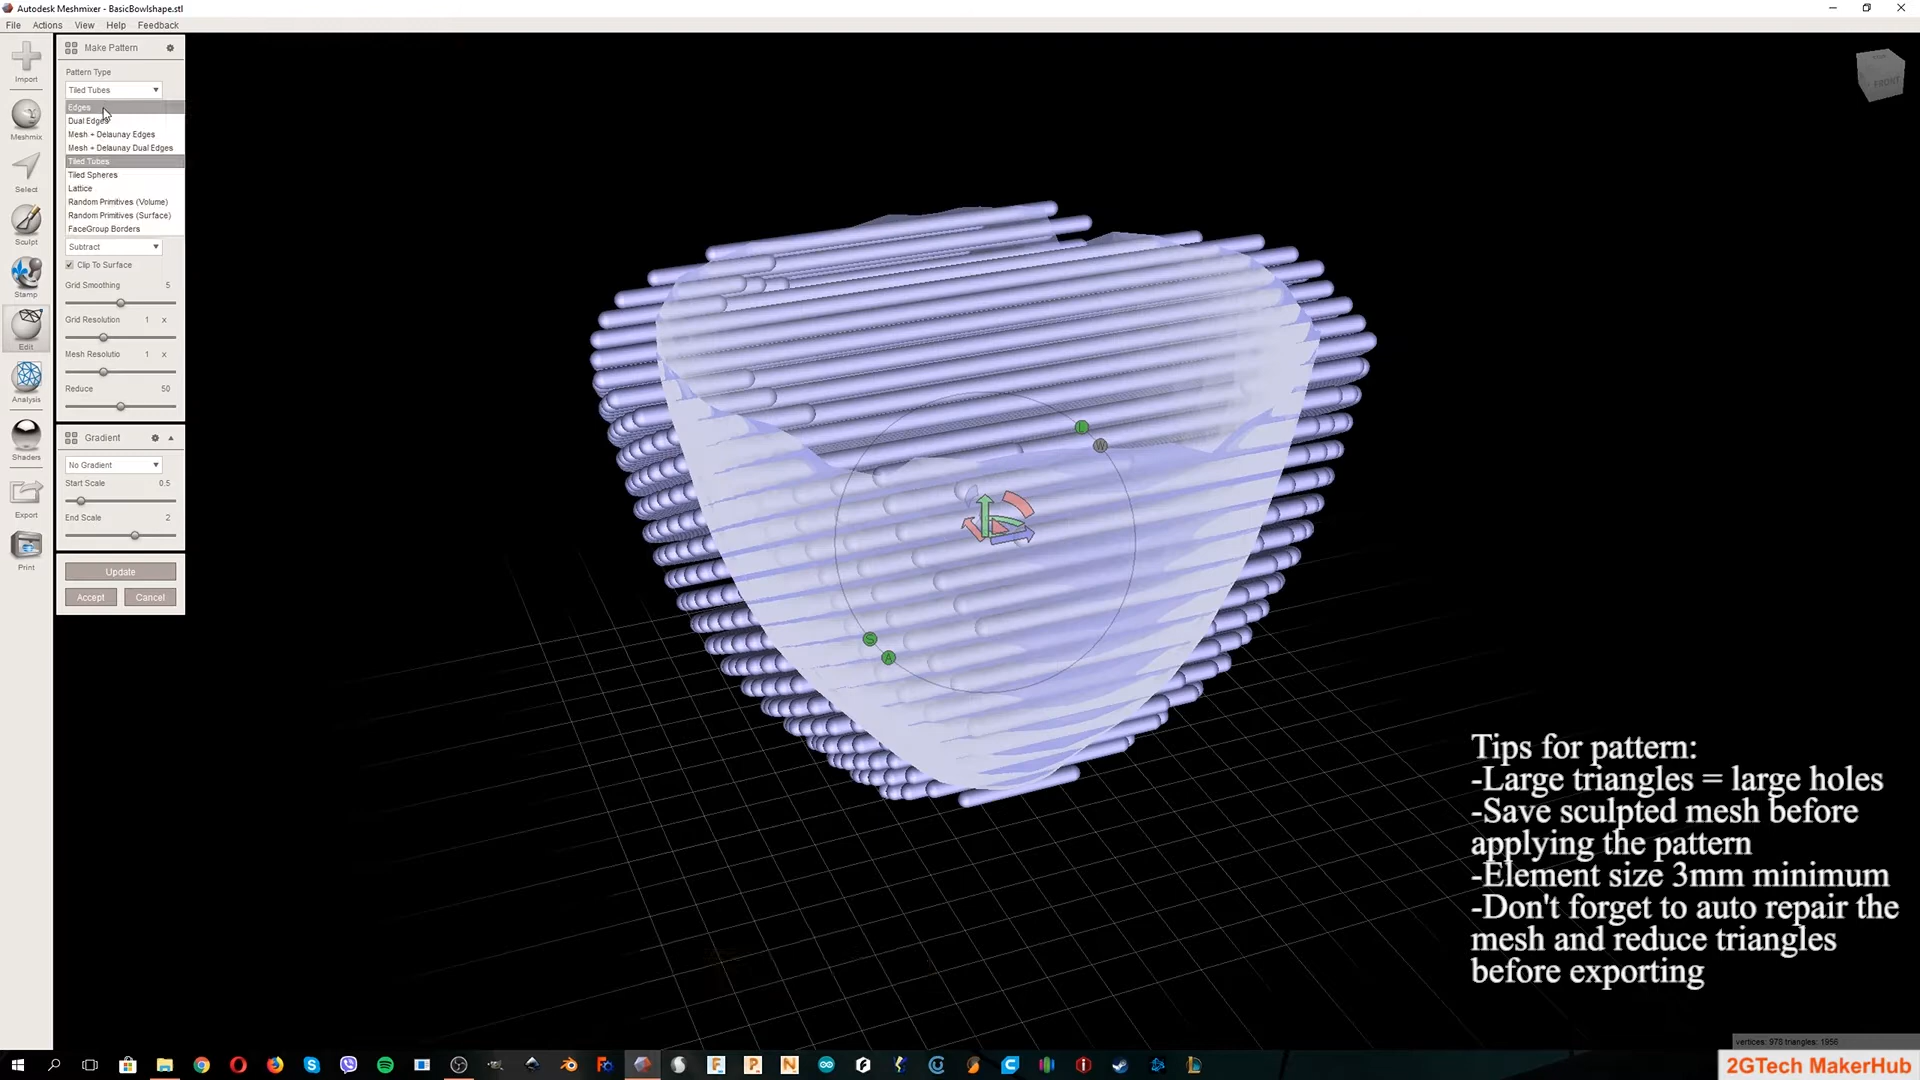 Autodesk Meshmixer - BasicBowlshape.stl
File Actions View Help Feedback
Import
Meshmix
Select
Sculpt
Stamp
Edit
Analysis
Shaders
Export
Print
Make Pattern
Pattern Type
Tiled Tubes
Edges
Dual Edges
Mesh + Delaunay Edges
Mesh + Delaunay Dual Edges
Tiled Tubes
Tiled Spheres
Lattice
Random Primitives (Volume)
Random Primitives (Surface)
FaceGroup Borders
Subtract
Clip To Surface
Grid Smoothing 5
Grid Resolution 1 x
Mesh Resolutio 1 x
Reduce 50
Gradient
No Gradient
Start Scale 0.5
End Scale 2
Update
Accept Cancel
FRONT
L
W
S
A
Tips for pattern:
-Large triangles = large holes
-Save sculpted mesh before
applying the pattern
-Element size 3mm minimum
-Don't forget to auto repair the
mesh and reduce triangles
before exporting
vertices: 978 triangles: 1956
2GTech MakerHub